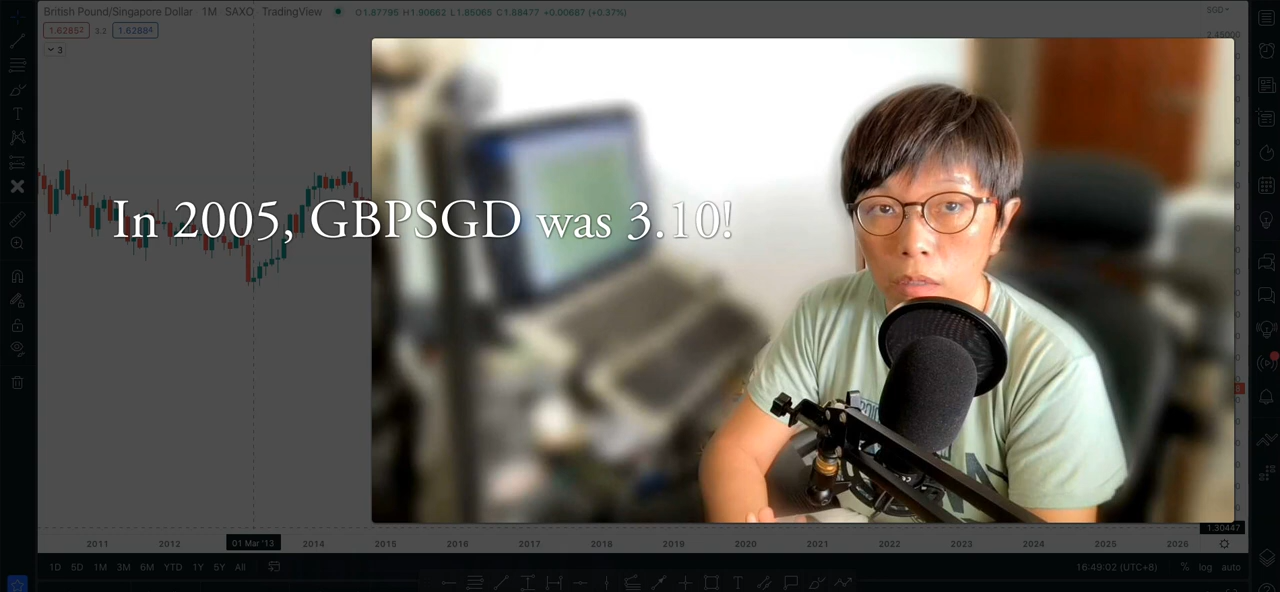 British Pound/Singapore Dollar · 1M · SAXO · TradingView O1.87795 H1.90662 L1.85065 C1.88477 +0.00687 (+0.37%)
SGD
1.62852 3.2 1.62884
2.45000
3
In 2005, GBPSGD was 3.10!
1.30447
2011 2012 01 Mar '13 2014 2015 2016 2017 2018 2019 2020 2021 2022 2023 2024 2025 2026
1D 5D 1M 3M 6M YTD 1Y 5Y All 16:49:02 (UTC+8) % log auto